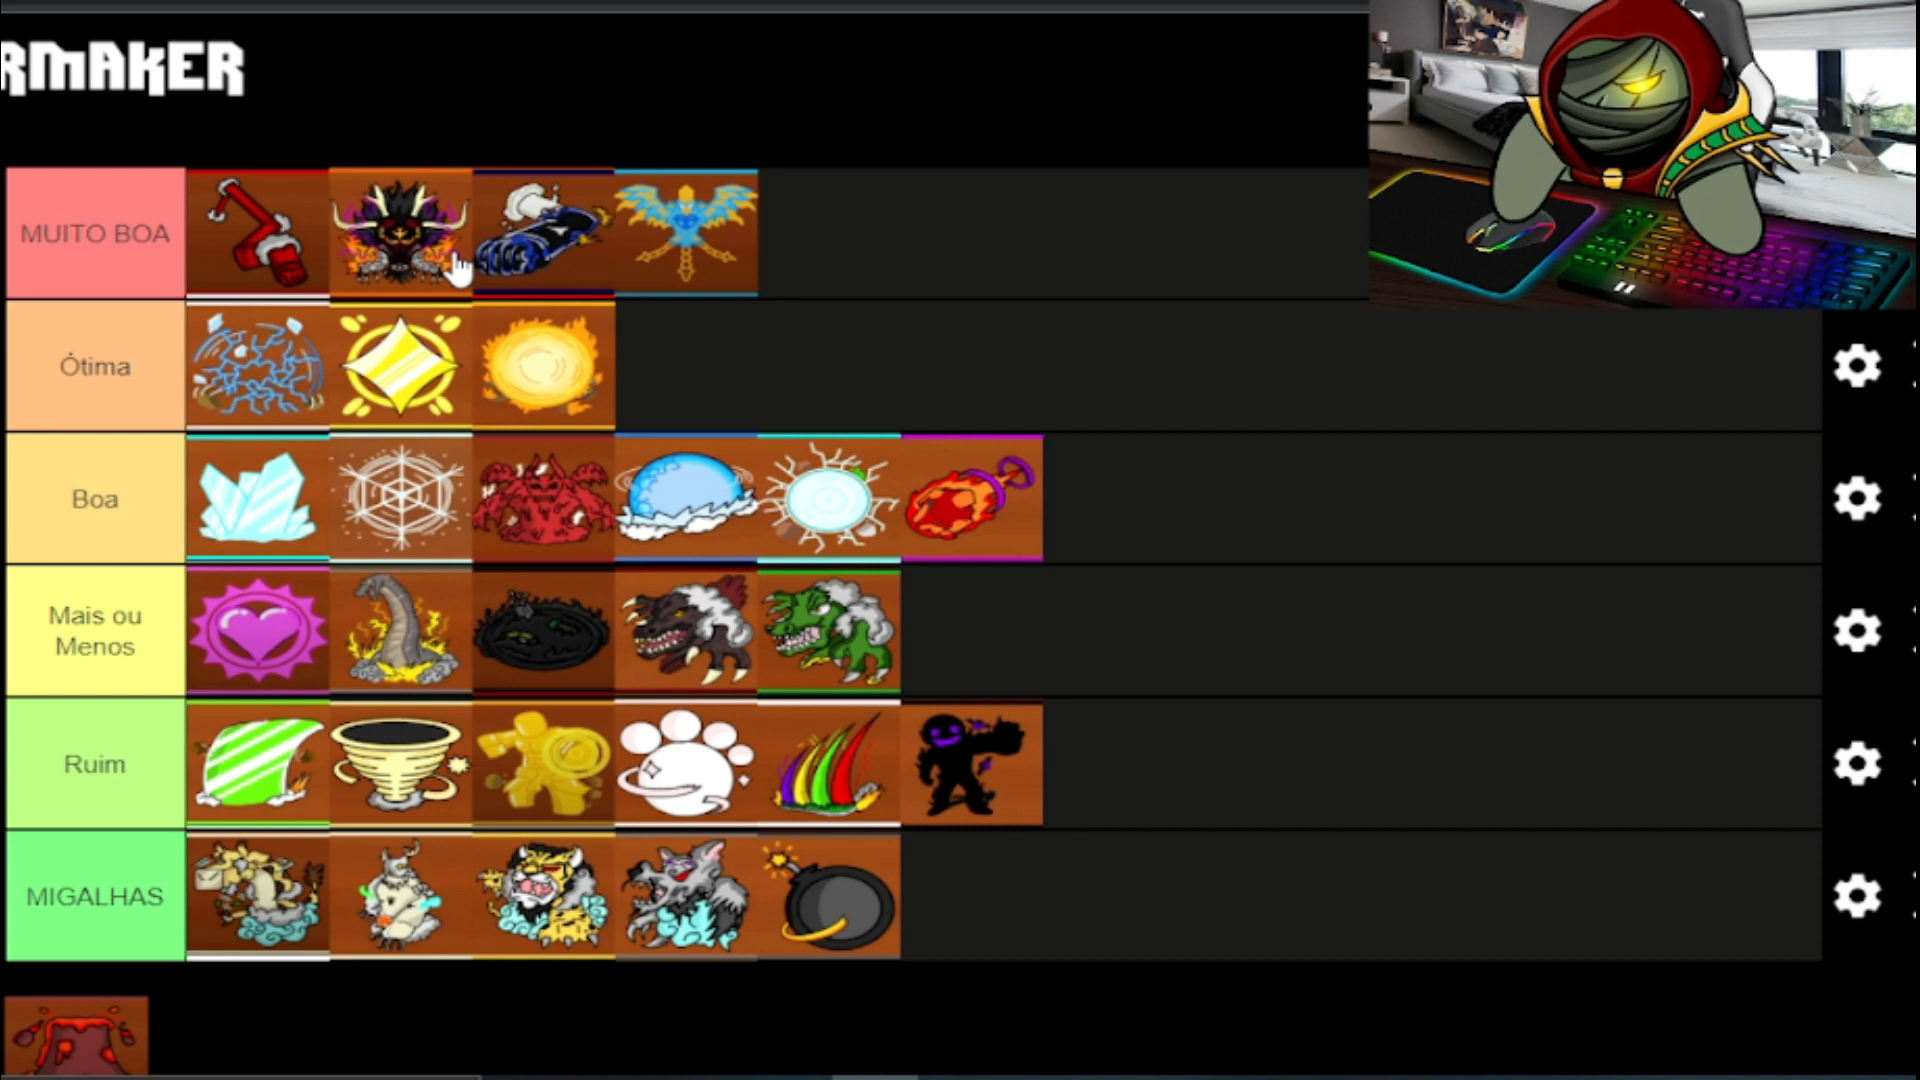 RMAKER
MUITO BOA
Ótima
Boa
Mais ou
Menos
Ruim
MIGALHAS